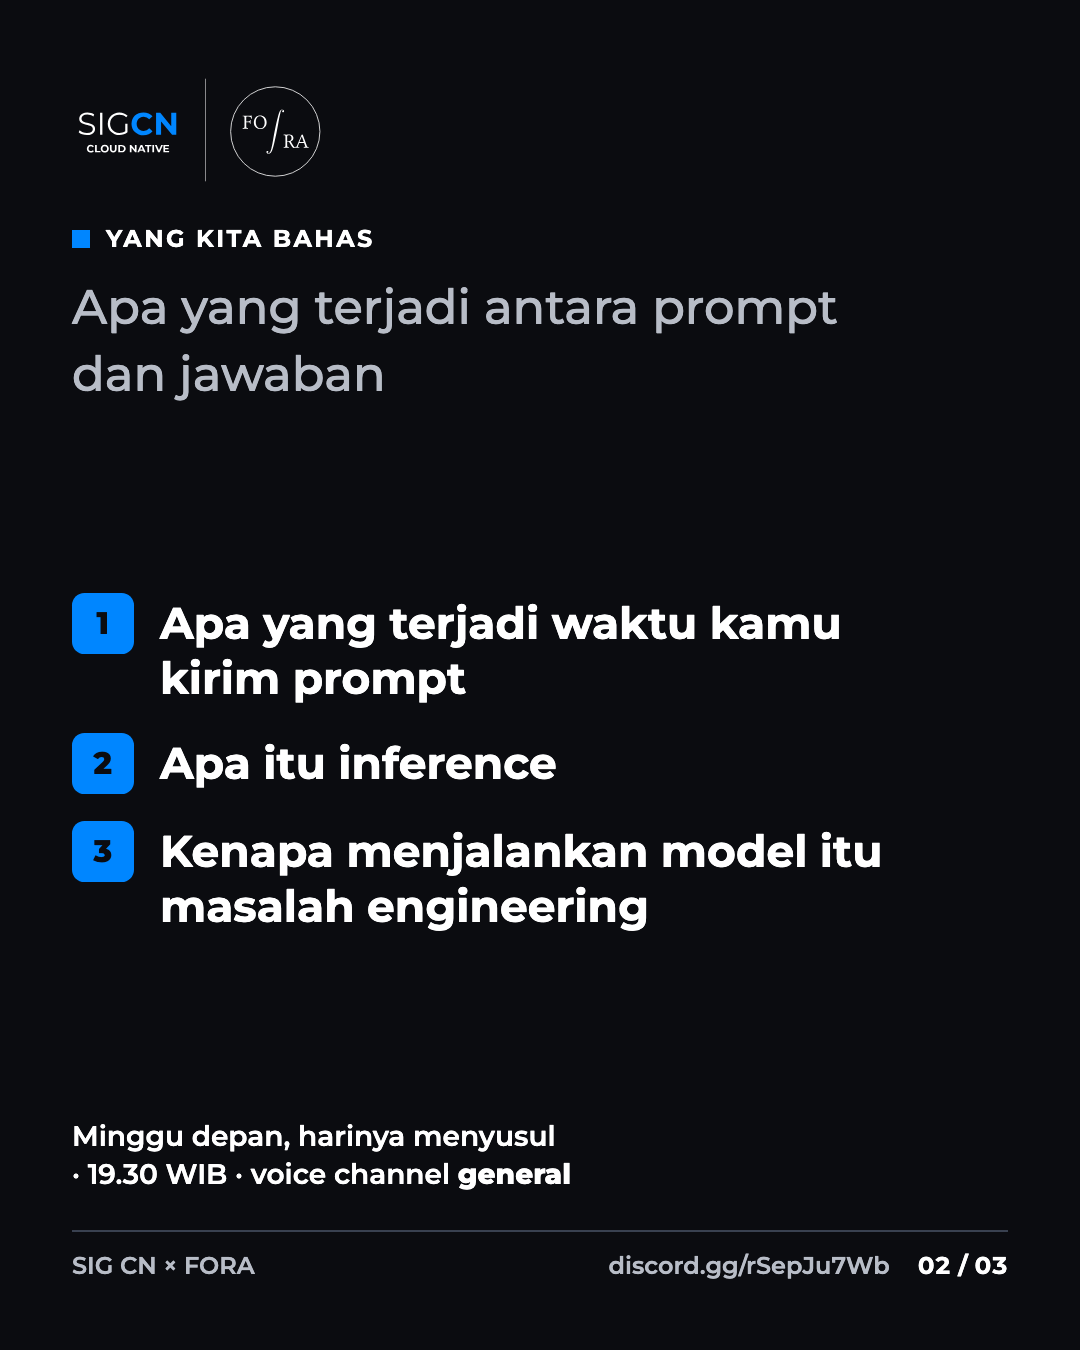 SIGCN
CLOUD NATIVE
FO RA
YANG KITA BAHAS
Apa yang terjadi antara prompt
dan jawaban
1 Apa yang terjadi waktu kamu
kirim prompt
2 Apa itu inference
3 Kenapa menjalankan model itu
masalah engineering
Minggu depan, harinya menyusul
· 19.30 WIB · voice channel general
SIG CN × FORA discord.gg/rSepJu7Wb 02 / 03